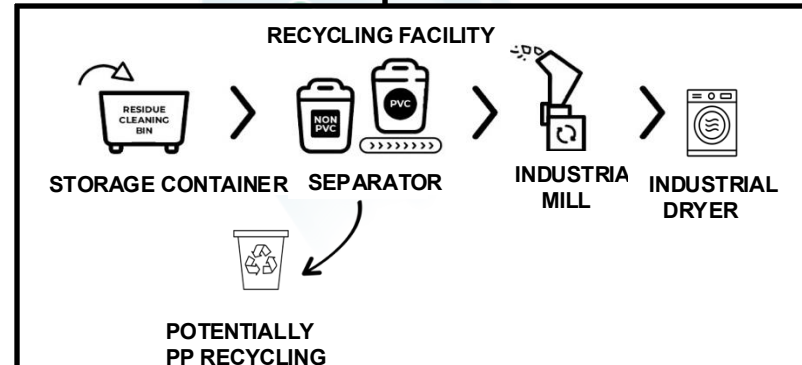 RECYCLING FACILITY
RESIDUE
CLEANING
BIN
NON
PVC
PVC
STORAGE CONTAINER
SEPARATOR
INDUSTRIA
MILL
INDUSTRIAL
DRYER
POTENTIALLY
PP RECYCLING